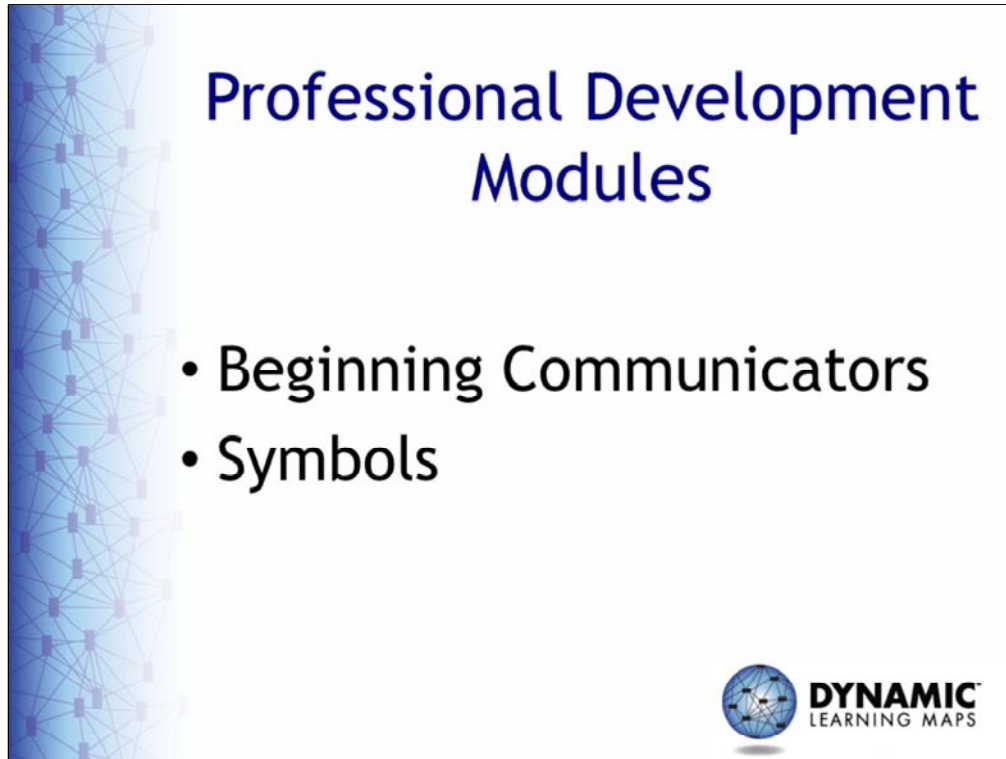 Professional Development
Modules
• Beginning Communicators
• Symbols
DYNAMIC™
LEARNING MAPS